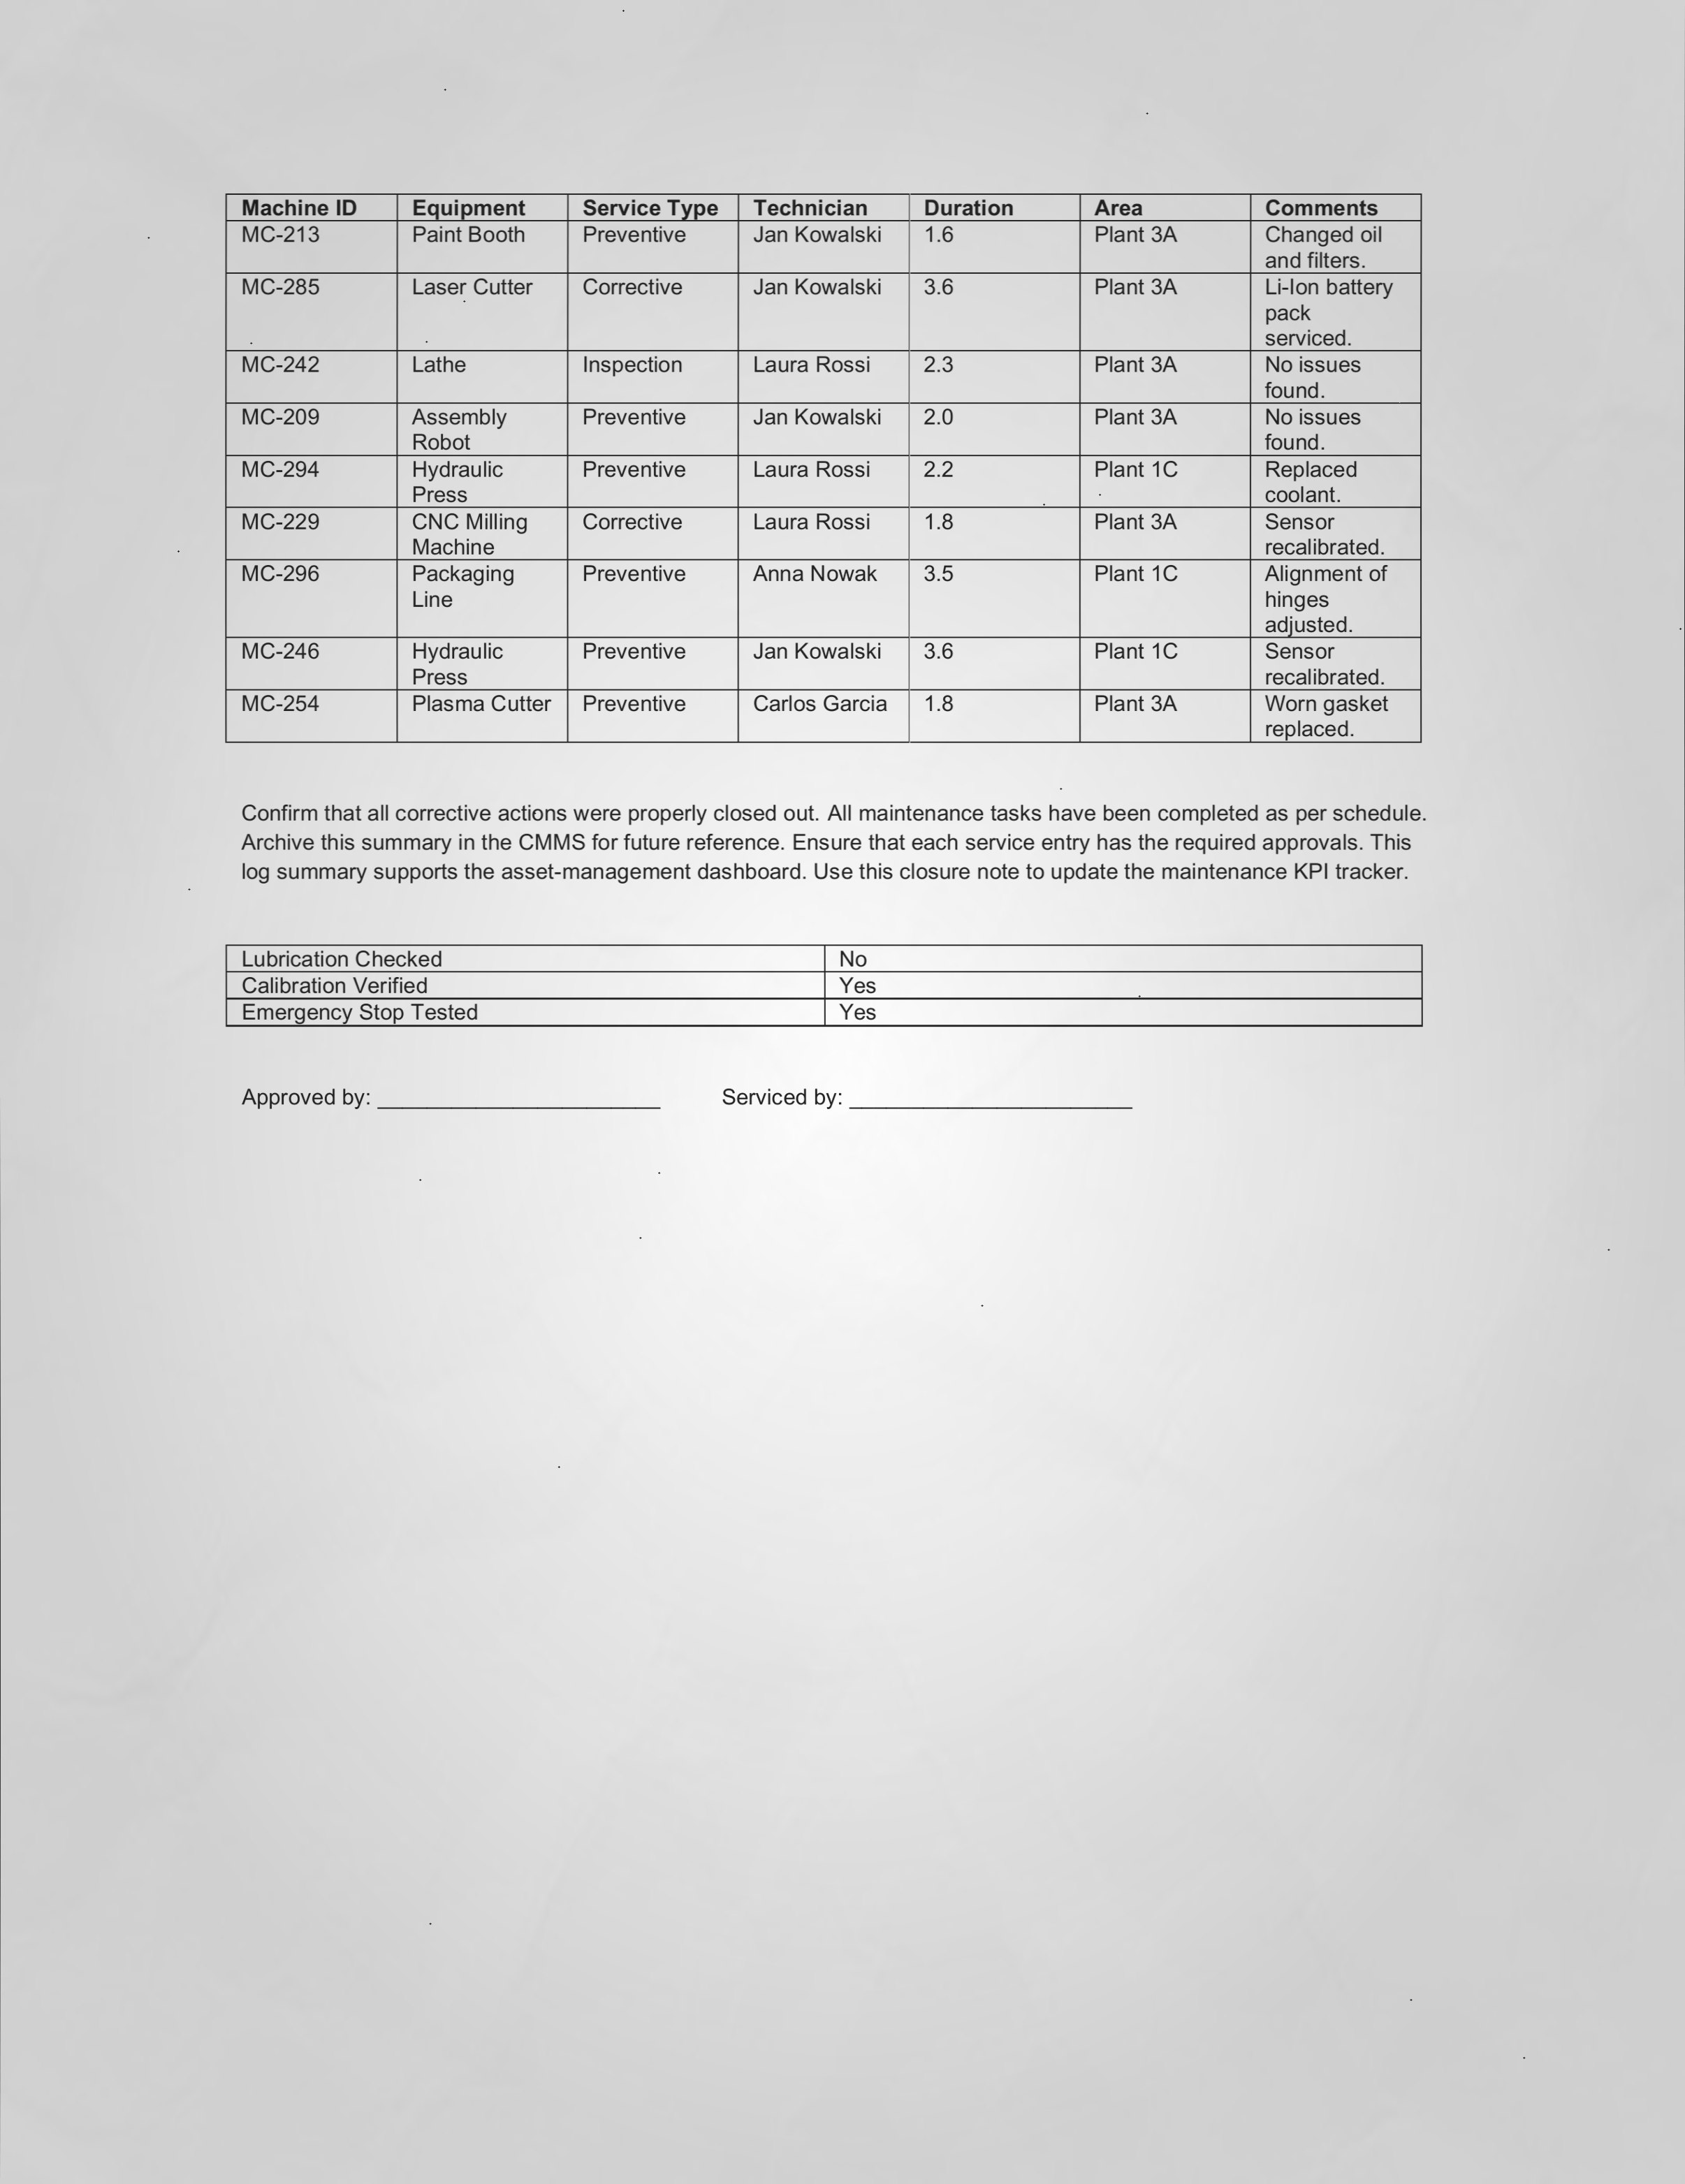 Machine ID Equipment Service Type Technician Duration Area Comments
MC-213 Paint Booth Preventive Jan Kowalski 1.6 Plant 3A Changed oil
and filters.
MC-285 Laser Cutter Corrective Jan Kowalski 3.6 Plant 3A Li-Ion battery
pack
serviced.
MC-242 Lathe Inspection Laura Rossi 2.3 Plant 3A No issues
found.
MC-209 Assembly Preventive Jan Kowalski 2.0 Plant 3A No issues
Robot found.
MC-294 Hydraulic Preventive Laura Rossi 2.2 Plant 1C Replaced
Press coolant.
MC-229 CNC Milling Corrective Laura Rossi 1.8 Plant 3A Sensor
Machine recalibrated.
MC-296 Packaging Preventive Anna Nowak 3.5 Plant 1C Alignment of
Line hinges
adjusted.
MC-246 Hydraulic Preventive Jan Kowalski 3.6 Plant 1C Sensor
Press recalibrated.
MC-254 Plasma Cutter Preventive Carlos Garcia 1.8 Plant 3A Worn gasket
replaced.
Confirm that all corrective actions were properly closed out. All maintenance tasks have been completed as per schedule.
Archive this summary in the CMMS for future reference. Ensure that each service entry has the required approvals. This
log summary supports the asset-management dashboard. Use this closure note to update the maintenance KPI tracker.
Lubrication Checked No
Calibration Verified Yes
Emergency Stop Tested Yes
Approved by: _______________________ Serviced by: _______________________